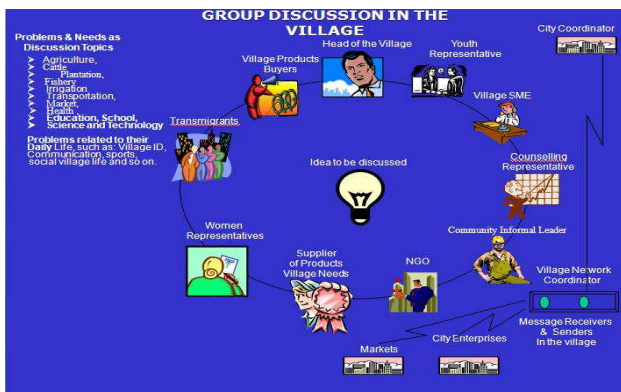 GROUP DISCUSSION IN THE
VILLAGE
Problems & Needs as
Discussion Topics
Agriculture,
Cattle
Plantation,
Fishery
Irrigation
Transportation,
Market,
Health
Education, School,
Science and Technology
Problems related to their
Daily Life, such as: Village ID,
Communication, sports,
social village life and so on.
Village Products
Buyers
Head of the Village
Youth
Representative
City Coordinator
Village SME
Transmigrants
Counselling
Representative
Idea to be discussed
Women
Representatives
Supplier
of Products
Village Needs
NGO
Community Informal Leader
Village Network
Coordinator
Message Receivers
& Senders
In the village
Markets
City Enterprises